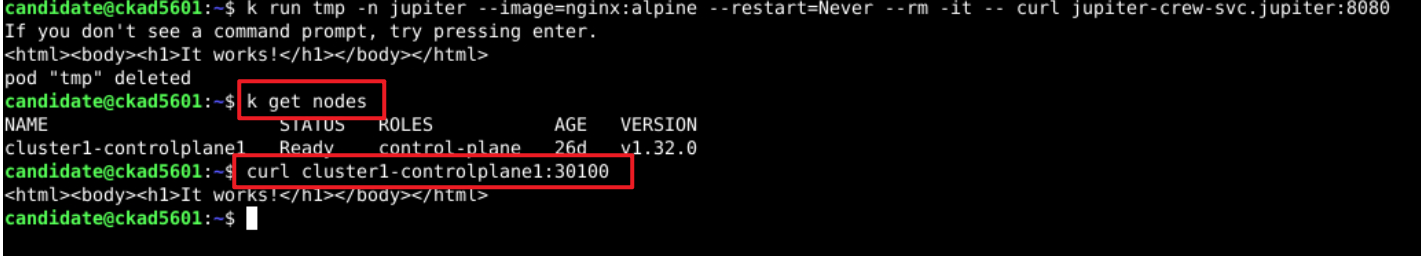 candidate@ckad5601:~$ k run tmp -n jupiter --image=nginx:alpine --restart=Never --rm -it -- curl jupiter-crew-svc.jupiter:8080
If you don't see a command prompt, try pressing enter.
<html><body><h1>It works!</h1></body></html>
pod "tmp" deleted
candidate@ckad5601:~$ k get nodes
NAME                    STATUS   ROLES           AGE   VERSION
cluster1-controlplane1   Ready    control-plane   26d   v1.32.0
candidate@ckad5601:~$ curl cluster1-controlplane1:30100
<html><body><h1>It works!</h1></body></html>
candidate@ckad5601:~$